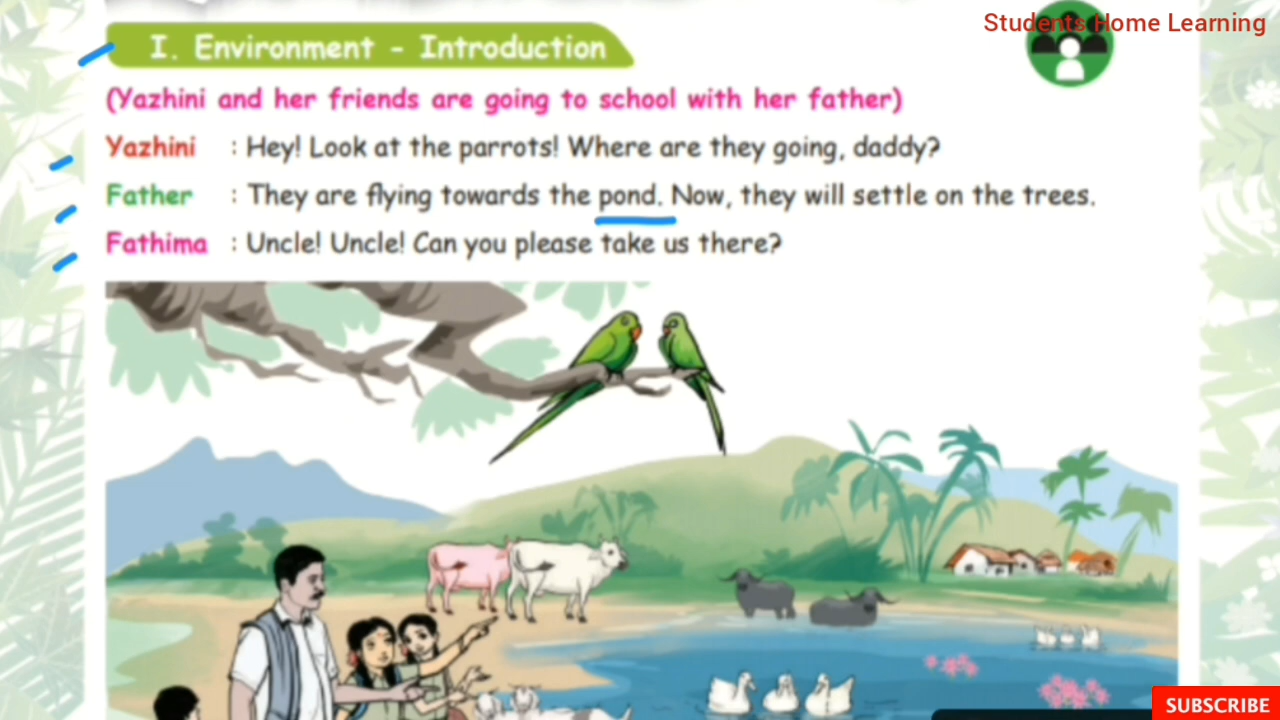 Students Home Learning
I. Environment - Introduction
(Yazhini and her friends are going to school with her father)
Yazhini : Hey! Look at the parrots! Where are they going, daddy?
Father : They are flying towards the pond. Now, they will settle on the trees.
Fathima : Uncle! Uncle! Can you please take us there?
SUBSCRIBE